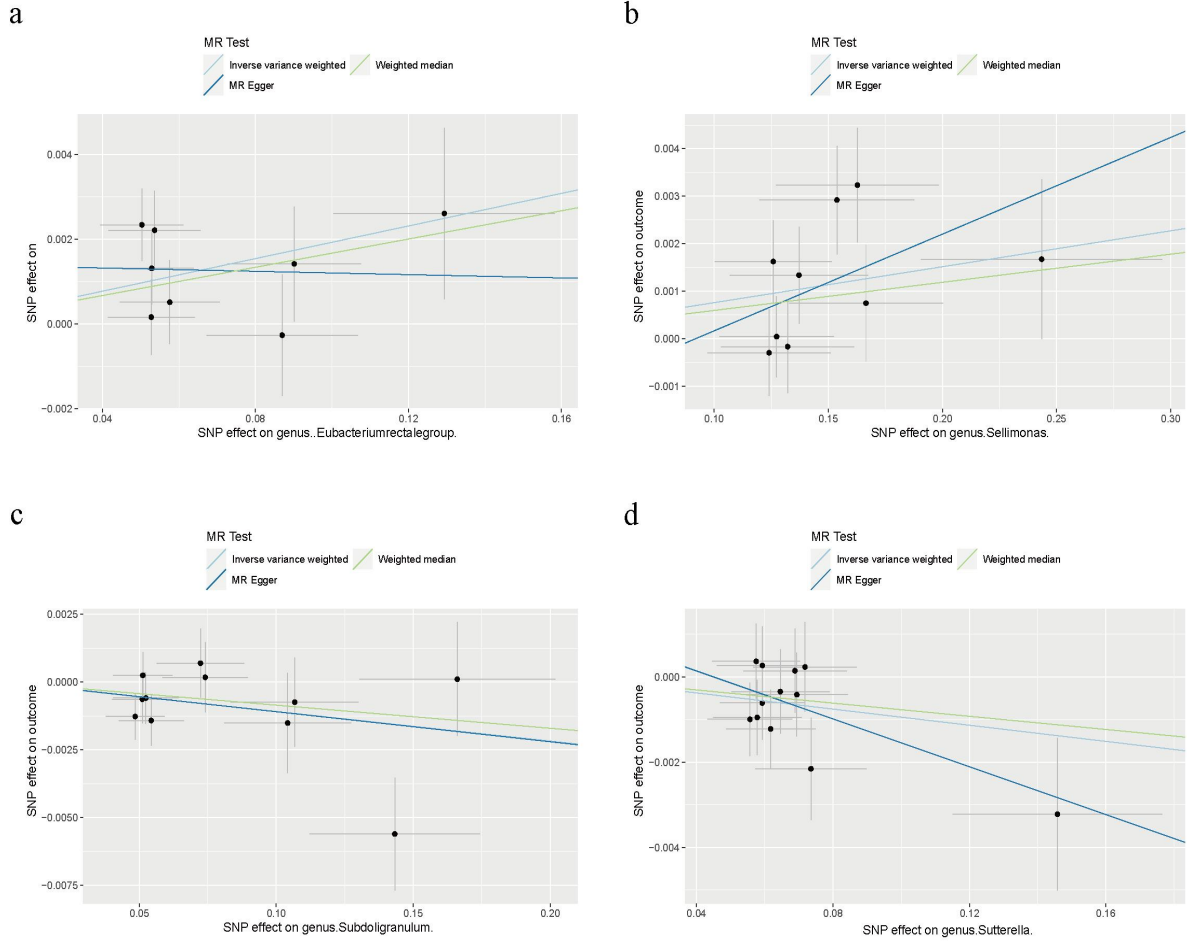 a
MR Test
Inverse variance weighted
Weighted median
MR Egger
SNP effect on
0.004
0.002
0.000
−0.002
0.04
0.08
0.12
0.16
SNP effect on genus..Eubacteriumrectalegroup.
b
MR Test
Inverse variance weighted
Weighted median
MR Egger
SNP effect on outcome
0.004
0.003
0.002
0.001
0.000
−0.001
0.10
0.15
0.20
0.25
0.30
SNP effect on genus.Sellimonas.
c
MR Test
Inverse variance weighted
Weighted median
MR Egger
SNP effect on outcome
0.0025
0.0000
−0.0025
−0.0050
−0.0075
0.05
0.10
0.15
0.20
SNP effect on genus.Subdoligranulum.
d
MR Test
Inverse variance weighted
Weighted median
MR Egger
SNP effect on outcome
0.000
−0.002
−0.004
0.04
0.08
0.12
0.16
SNP effect on genus.Sutterella.